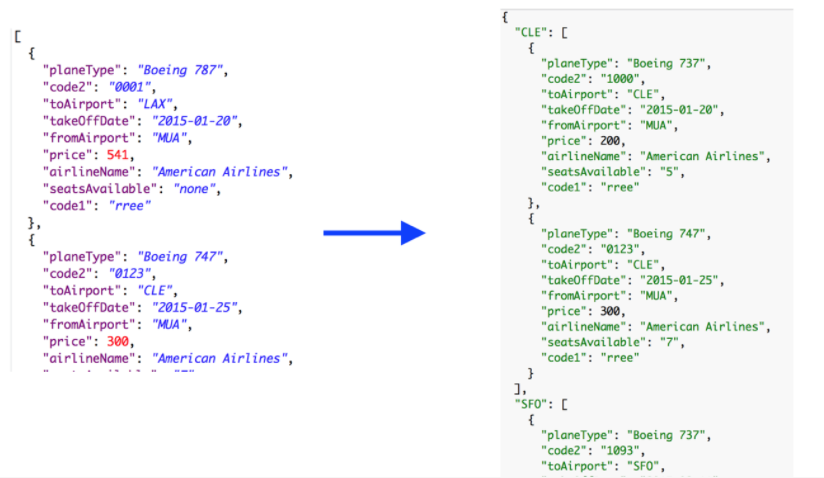 [
{
"planeType": "Boeing 787",
"code2": "0001",
"toAirport": "LAX",
"takeOffDate": "2015-01-20",
"fromAirport": "MUA",
"price": 541,
"airlineName": "American Airlines",
"seatsAvailable": "none",
"code1": "rree"
},
{
"planeType": "Boeing 747",
"code2": "0123",
"toAirport": "CLE",
"takeOffDate": "2015-01-25",
"fromAirport": "MUA",
"price": 300,
"airlineName": "American Airlines",
{
"CLE": [
{
"planeType": "Boeing 737",
"code2": "1000",
"toAirport": "CLE",
"takeOffDate": "2015-01-20",
"fromAirport": "MUA",
"price": 200,
"airlineName": "American Airlines",
"seatsAvailable": "5",
"code1": "rree"
},
{
"planeType": "Boeing 747",
"code2": "0123",
"toAirport": "CLE",
"takeOffDate": "2015-01-25",
"fromAirport": "MUA",
"price": 300,
"airlineName": "American Airlines",
"seatsAvailable": "7",
"code1": "rree"
}
],
"SFO": [
{
"planeType": "Boeing 737",
"code2": "1093",
"toAirport": "SFO",